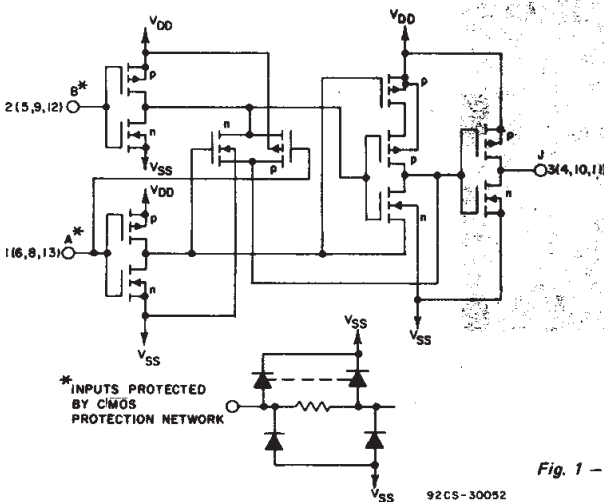 VDD
VDD
p
B*
2(5,9,12)
n
VSS
n
p
p
p
p
J
3(4,10,11)
n
n
VDD
p
A*
1(6,8,13)
n
VSS
VSS
VSS
*INPUTS PROTECTED
BY CMOS
PROTECTION NETWORK
VSS
92CS-30052
Fig. 1 –